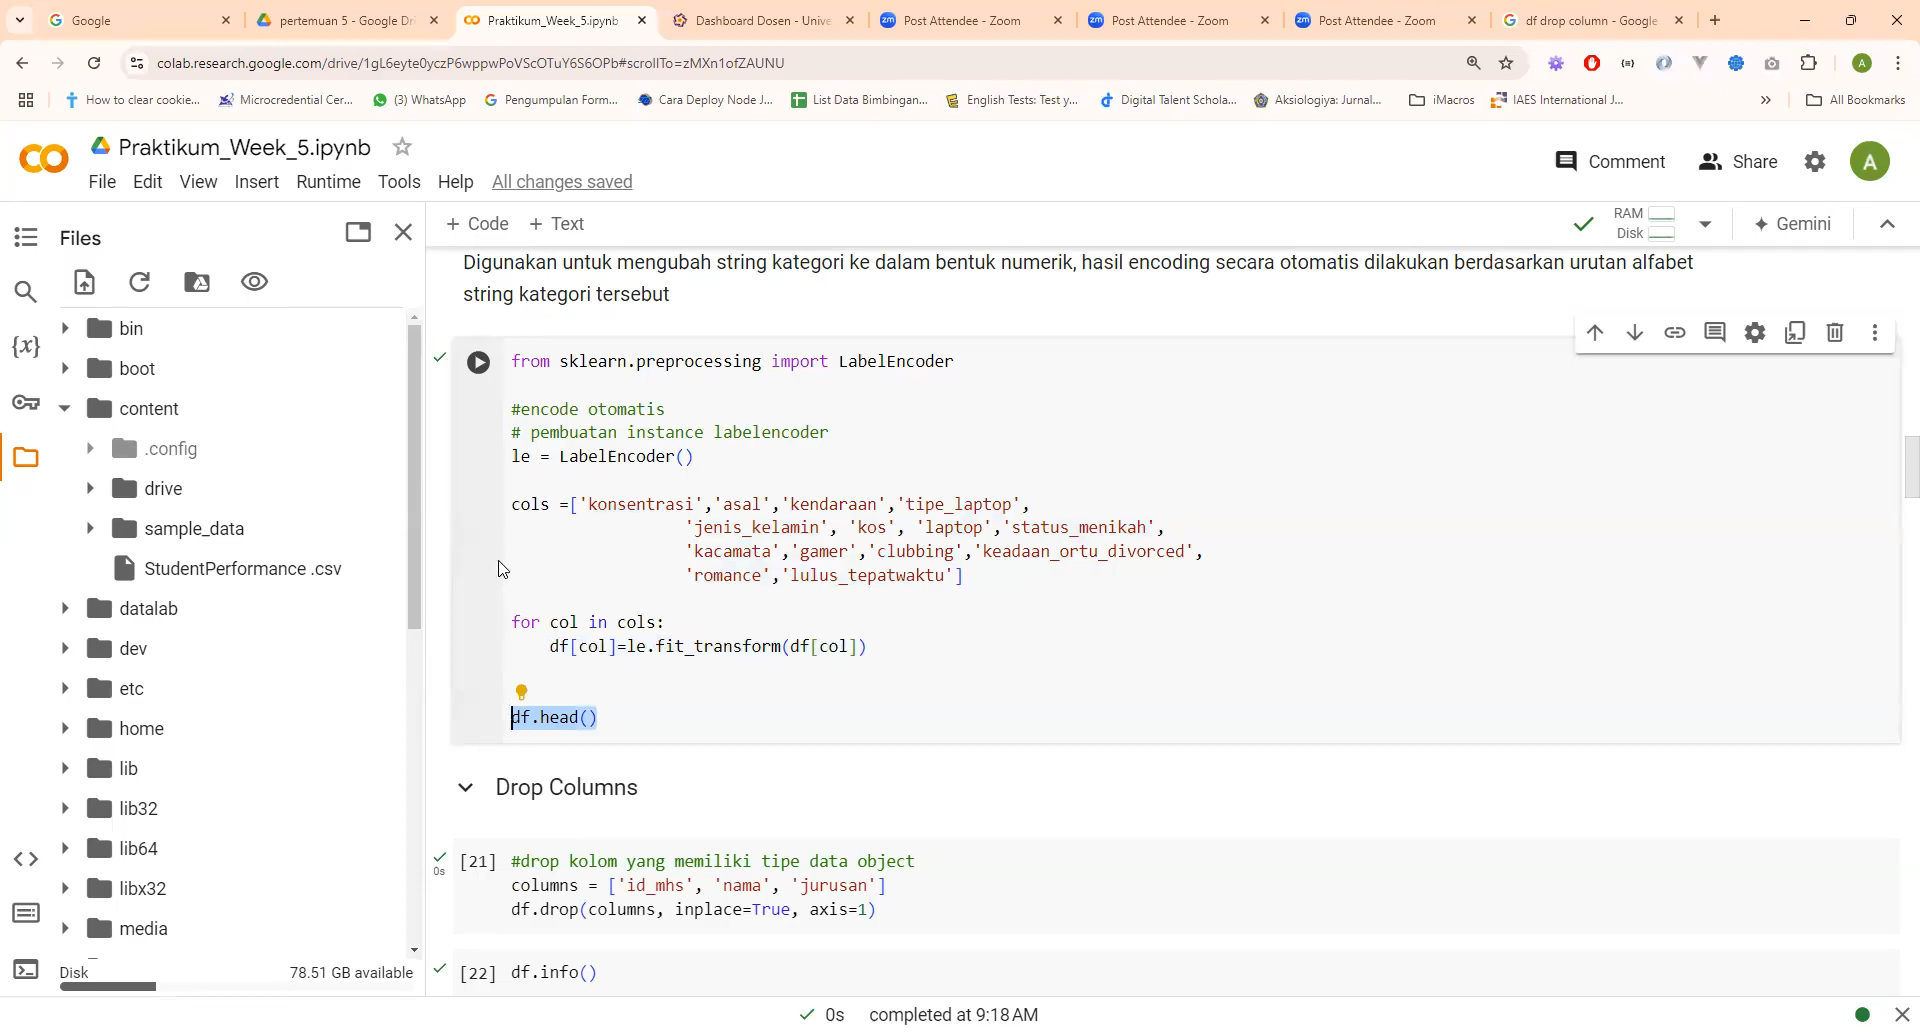 Google
pertemuan 5 - Google Dri
Praktikum_Week_5.ipynb
Dashboard Dosen - Unive
Post Attendee - Zoom
Post Attendee - Zoom
Post Attendee - Zoom
df drop column - Google
colab.research.google.com/drive/1gL6eyte0yczP6wppwPoVScOTuY6S6OPb#scrollTo=zMXn1ofZAUNU
A
How to clear cookie...
Microcredential Cer...
(3) WhatsApp
Pengumpulan Form...
Cara Deploy Node J...
List Data Bimbingan...
English Tests: Test y...
Digital Talent Schola...
Aksiologiya: Jurnal...
iMacros
IAES International J...
All Bookmarks
Praktikum_Week_5.ipynb
Comment
Share
A
File Edit View Insert Runtime Tools Help All changes saved
Files
+ Code + Text
RAM
Disk
Gemini
bin
boot
content
.config
drive
sample_data
StudentPerformance .csv
datalab
dev
etc
home
lib
lib32
lib64
libx32
media
Disk 78.51 GB available
Digunakan untuk mengubah string kategori ke dalam bentuk numerik, hasil encoding secara otomatis dilakukan berdasarkan urutan alfabet
string kategori tersebut
from sklearn.preprocessing import LabelEncoder
#encode otomatis
# pembuatan instance labelencoder
le = LabelEncoder()
cols =['konsentrasi','asal','kendaraan','tipe_laptop',
'jenis_kelamin', 'kos', 'laptop','status_menikah',
'kacamata','gamer','clubbing','keadaan_ortu_divorced',
'romance','lulus_tepatwaktu']
for col in cols:
df[col]=le.fit_transform(df[col])
df.head()
Drop Columns
[21] #drop kolom yang memiliki tipe data object
0s
columns = ['id_mhs', 'nama', 'jurusan']
df.drop(columns, inplace=True, axis=1)
[22] df.info()
0s completed at 9:18 AM